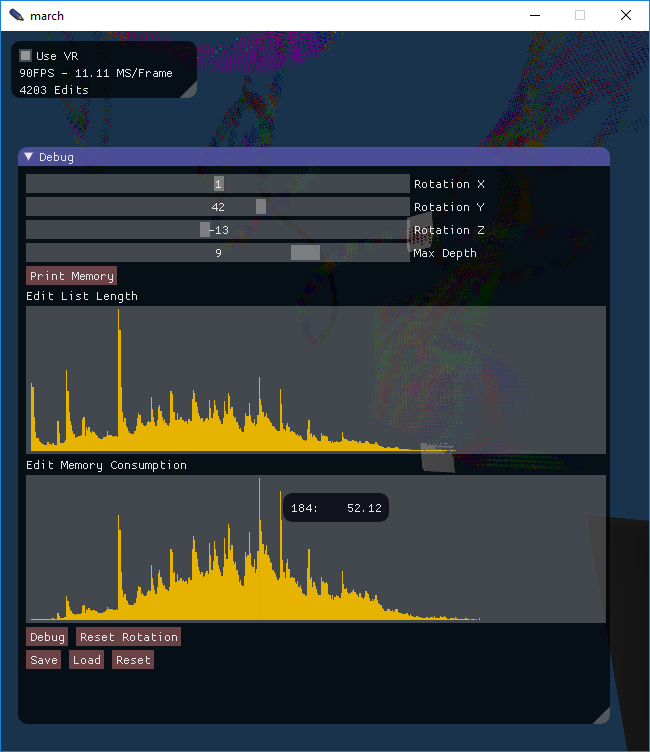 march
Use VR
90FPS - 11.11 MS/Frame
4203 Edits
Debug
1 Rotation X
42 Rotation Y
-13 Rotation Z
9 Max Depth
Print Memory
Edit List Length
Edit Memory Consumption
184: 52.12
Debug Reset Rotation
Save Load Reset